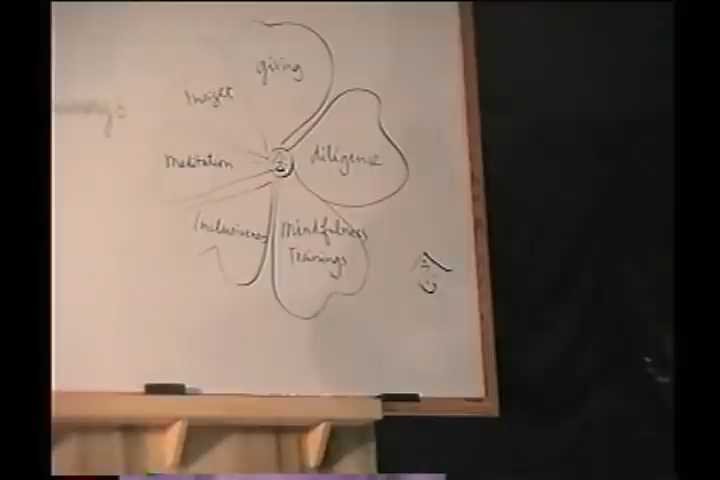 giving
Insight
diligence
Meditation
Inclusiveness
Mindfulness
Trainings